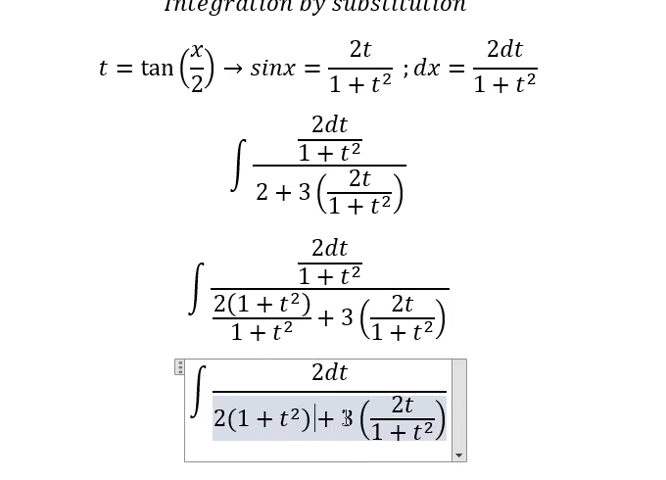 Integration by substitution
t = tan(x/2) → sinx = 2t/(1 + t²) ; dx = 2dt/(1 + t²)
∫ (2dt/(1 + t²))/(2 + 3(2t/(1 + t²)))
∫ (2dt/(1 + t²))/(2(1 + t²)/(1 + t²) + 3(2t/(1 + t²)))
∫ 2dt/(2(1 + t²) + 3(2t/(1 + t²)))